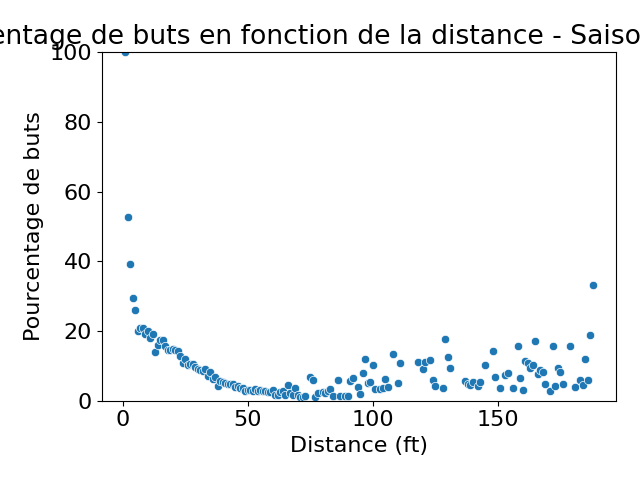 entage de buts en fonction de la distance - Saiso
100
80
60
40
20
0
Pourcentage de buts
0 50 100 150
Distance (ft)